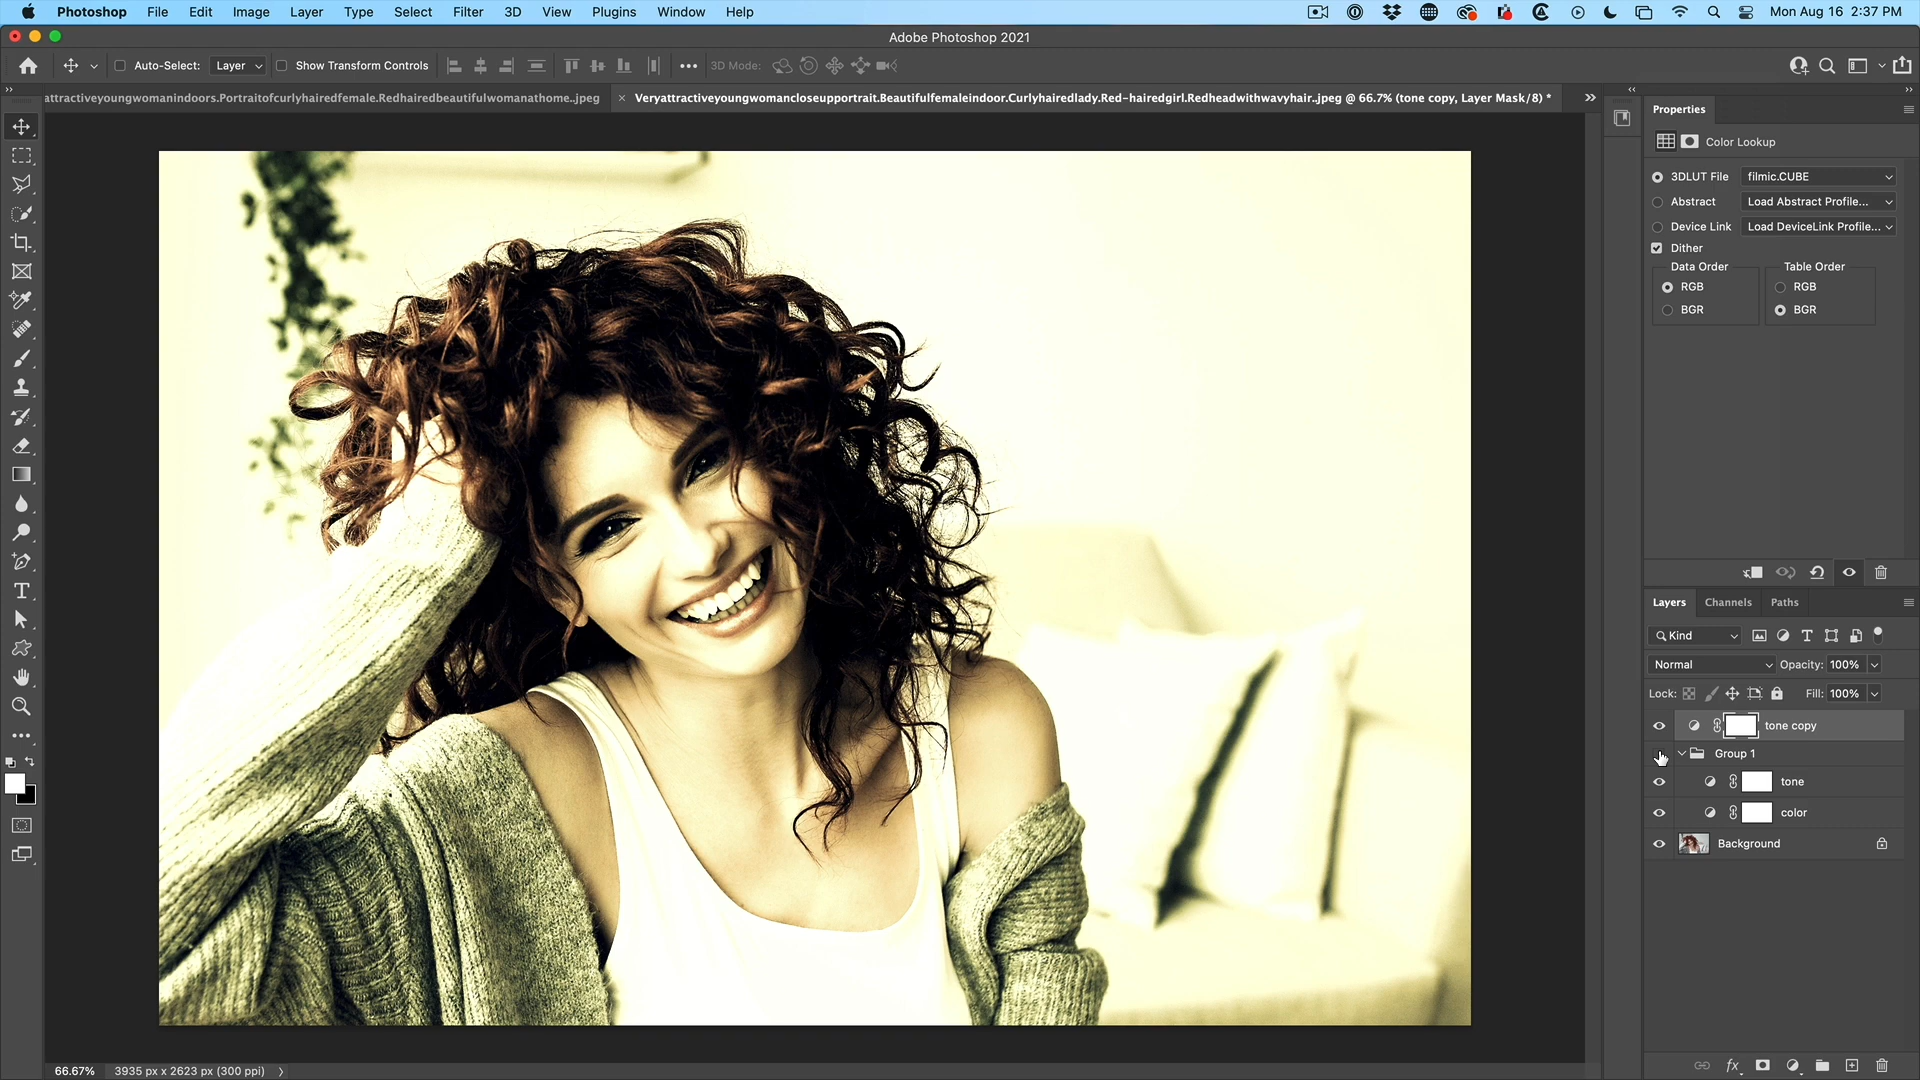 Photoshop File Edit Image Layer Type Select Filter 3D View Plugins Window Help Mon Aug 16 2:37 PM
Adobe Photoshop 2021
Auto-Select: Layer Show Transform Controls 3D Mode:
attractiveyoungwomanindoors.Portraitofcurlyhairedfemale.Redhairedbeautifulwomanathome..jpeg × Veryattractiveyoungwomancloseupportrait.Beautifulfemaleindoor.Curlyhairedlady.Red-hairedgirl.Redheadwithwavyhair..jpeg @ 66.7% (tone copy, Layer Mask/8) *
Properties
Color Lookup
3DLUT File filmic.CUBE
Abstract Load Abstract Profile...
Device Link Load DeviceLink Profile...
Dither
Data Order Table Order
RGB RGB
BGR BGR
Layers Channels Paths
Kind
Normal Opacity: 100%
Lock: Fill: 100%
tone copy
Group 1
tone
color
Background
fx
66.67% 3935 px x 2623 px (300 ppi)